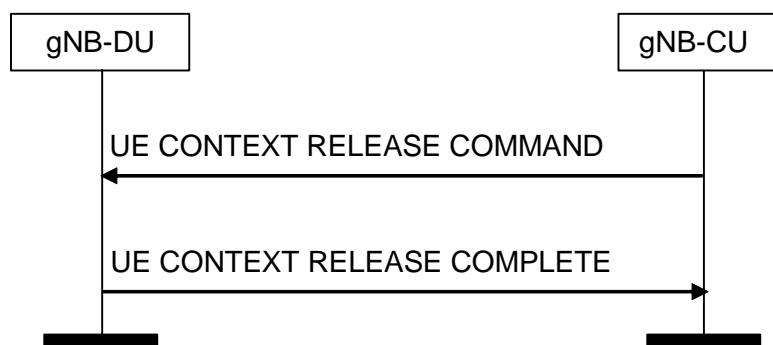 gNB-DU
gNB-CU
UE CONTEXT RELEASE COMMAND
UE CONTEXT RELEASE COMPLETE